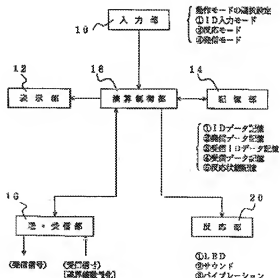 動作モードの選択設定
①ID入力モード
②反応モード
③発信モード
10
入力部
12
18
14
表示部
演算制御部
記憶部
①IDデータ記憶
②発信データ記憶
③受信IDデータ記憶
④受信データ記憶
⑤反応状態記憶
16
20
送・受信部
反応部
(発信信号)
(受信信号)
①LED
②サウンド
③バイブレーション